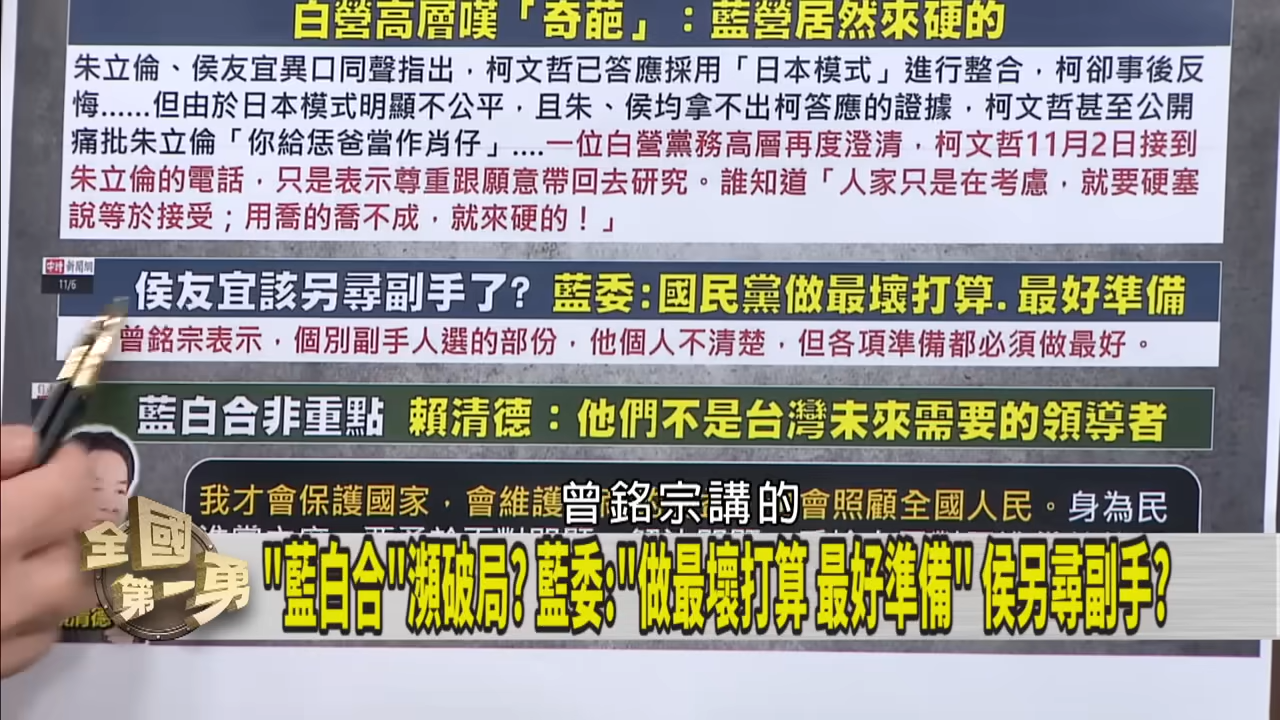 白營高層嘆「奇葩」：藍營居然來硬的
朱立倫、侯友宜異口同聲指出，柯文哲已答應採用「日本模式」進行整合，柯卻事後反
悔......但由於日本模式明顯不公平，且朱、侯均拿不出柯答應的證據，柯文哲甚至公開
痛批朱立倫「你給恁爸當作肖仔」....一位白營黨務高層再度澄清，柯文哲11月2日接到
朱立倫的電話，只是表示尊重跟願意帶回去研究。誰知道「人家只是在考慮，就要硬塞
說等於接受；用喬的喬不成，就來硬的！」
中時新聞網
11/6
侯友宜該另尋副手了? 藍委:國民黨做最壞打算.最好準備
曾銘宗表示，個別副手人選的部份，他個人不清楚，但各項準備都必須做最好。
藍白合非重點 賴清德：他們不是台灣未來需要的領導者
我才會保護國家，會維護
會照顧全國人民。身為民
曾銘宗講的
全國第一勇
"藍白合"瀕破局? 藍委:"做最壞打算 最好準備" 侯另尋副手?
清德